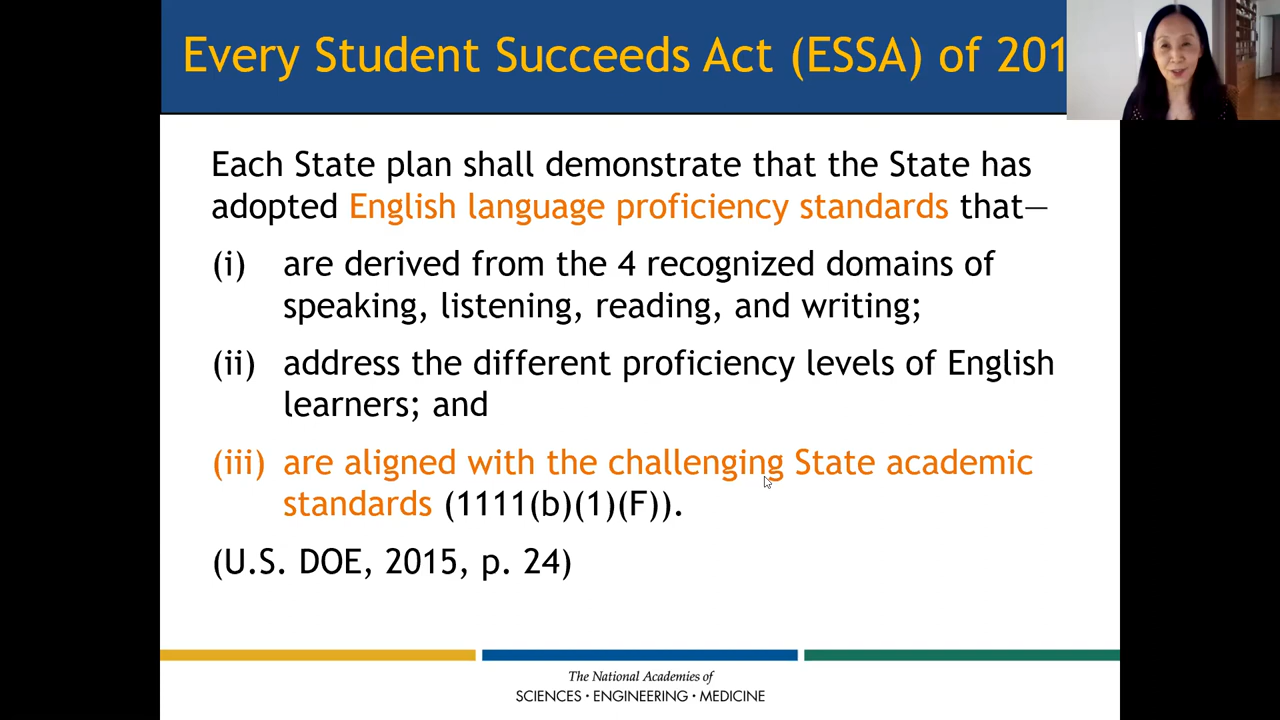 Every Student Succeeds Act (ESSA) of 201
Each State plan shall demonstrate that the State has
adopted English language proficiency standards that—
(i) are derived from the 4 recognized domains of
speaking, listening, reading, and writing;
(ii) address the different proficiency levels of English
learners; and
(iii) are aligned with the challenging State academic
standards (1111(b)(1)(F)).
(U.S. DOE, 2015, p. 24)
The National Academies of
SCIENCES · ENGINEERING · MEDICINE